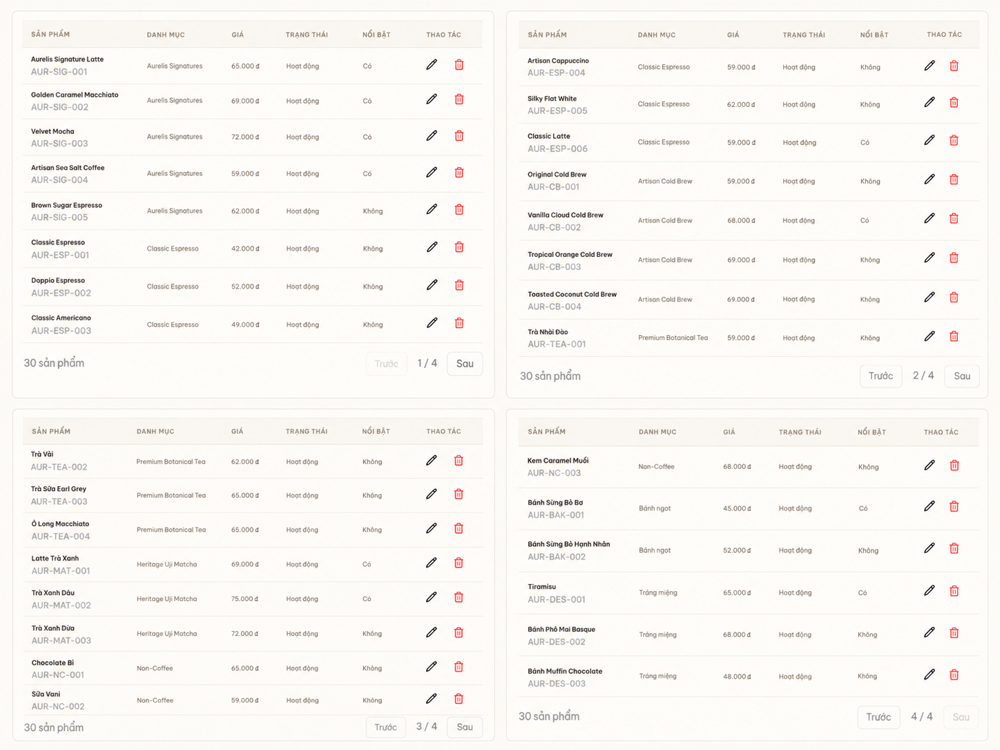 SẢN PHẨM DANH MỤC GIÁ TRẠNG THÁI NỔI BẬT THAO TÁC
Aurelis Signature Latte
AUR-SIG-001 Aurelis Signatures 65.000 đ Hoạt động Có
Golden Caramel Macchiato
AUR-SIG-002 Aurelis Signatures 69.000 đ Hoạt động Có
Velvet Mocha
AUR-SIG-003 Aurelis Signatures 72.000 đ Hoạt động Có
Artisan Sea Salt Coffee
AUR-SIG-004 Aurelis Signatures 59.000 đ Hoạt động Có
Brown Sugar Espresso
AUR-SIG-005 Aurelis Signatures 62.000 đ Hoạt động Không
Classic Espresso
AUR-ESP-001 Classic Espresso 42.000 đ Hoạt động Không
Doppio Espresso
AUR-ESP-002 Classic Espresso 52.000 đ Hoạt động Không
Classic Americano
AUR-ESP-003 Classic Espresso 49.000 đ Hoạt động Không
30 sản phẩm Trước 1 / 4 Sau
SẢN PHẨM DANH MỤC GIÁ TRẠNG THÁI NỔI BẬT THAO TÁC
Artisan Cappuccino
AUR-ESP-004 Classic Espresso 59.000 đ Hoạt động Không
Silky Flat White
AUR-ESP-005 Classic Espresso 62.000 đ Hoạt động Không
Classic Latte
AUR-ESP-006 Classic Espresso 59.000 đ Hoạt động Có
Original Cold Brew
AUR-CB-001 Artisan Cold Brew 59.000 đ Hoạt động Không
Vanilla Cloud Cold Brew
AUR-CB-002 Artisan Cold Brew 68.000 đ Hoạt động Có
Tropical Orange Cold Brew
AUR-CB-003 Artisan Cold Brew 69.000 đ Hoạt động Không
Toasted Coconut Cold Brew
AUR-CB-004 Artisan Cold Brew 69.000 đ Hoạt động Không
Trà Nhài Đào
AUR-TEA-001 Premium Botanical Tea 59.000 đ Hoạt động Không
30 sản phẩm Trước 2 / 4 Sau
SẢN PHẨM DANH MỤC GIÁ TRẠNG THÁI NỔI BẬT THAO TÁC
Trà Vải
AUR-TEA-002 Premium Botanical Tea 62.000 đ Hoạt động Không
Trà Sữa Earl Grey
AUR-TEA-003 Premium Botanical Tea 65.000 đ Hoạt động Không
Ô Long Macchiato
AUR-TEA-004 Premium Botanical Tea 65.000 đ Hoạt động Không
Latte Trà Xanh
AUR-MAT-001 Heritage Uji Matcha 69.000 đ Hoạt động Có
Trà Xanh Dâu
AUR-MAT-002 Heritage Uji Matcha 75.000 đ Hoạt động Có
Trà Xanh Dừa
AUR-MAT-003 Heritage Uji Matcha 72.000 đ Hoạt động Không
Chocolate Bỉ
AUR-NC-001 Non-Coffee 65.000 đ Hoạt động Không
Sữa Vani
AUR-NC-002 Non-Coffee 59.000 đ Hoạt động Không
30 sản phẩm Trước 3 / 4 Sau
SẢN PHẨM DANH MỤC GIÁ TRẠNG THÁI NỔI BẬT THAO TÁC
Kem Caramel Muối
AUR-NC-003 Non-Coffee 68.000 đ Hoạt động Không
Bánh Sừng Bò Bơ
AUR-BAK-001 Bánh ngọt 45.000 đ Hoạt động Có
Bánh Sừng Bò Hạnh Nhân
AUR-BAK-002 Bánh ngọt 52.000 đ Hoạt động Không
Tiramisu
AUR-DES-001 Tráng miệng 65.000 đ Hoạt động Có
Bánh Phô Mai Basque
AUR-DES-002 Tráng miệng 68.000 đ Hoạt động Không
Bánh Muffin Chocolate
AUR-DES-003 Tráng miệng 48.000 đ Hoạt động Không
30 sản phẩm Trước 4 / 4 Sau